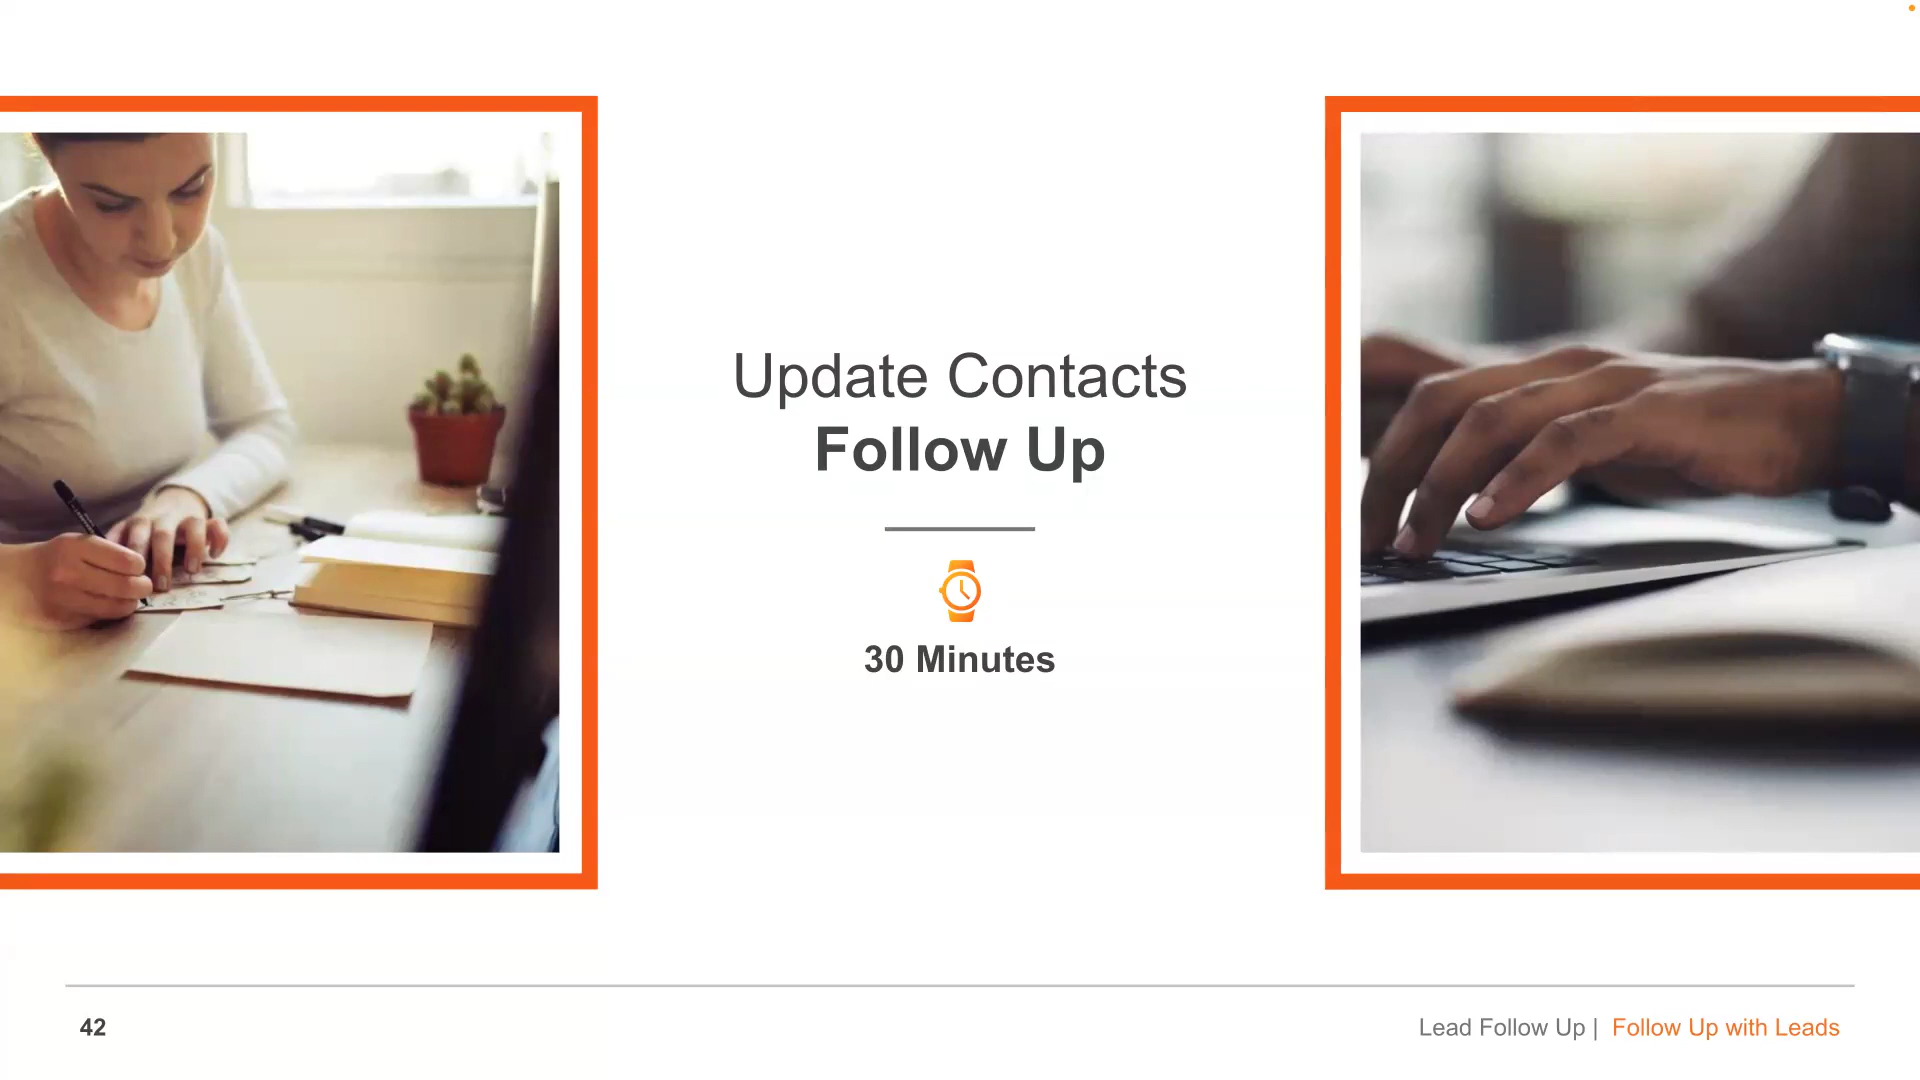 Update Contacts
Follow Up
30 Minutes
42
Lead Follow Up | Follow Up with Leads